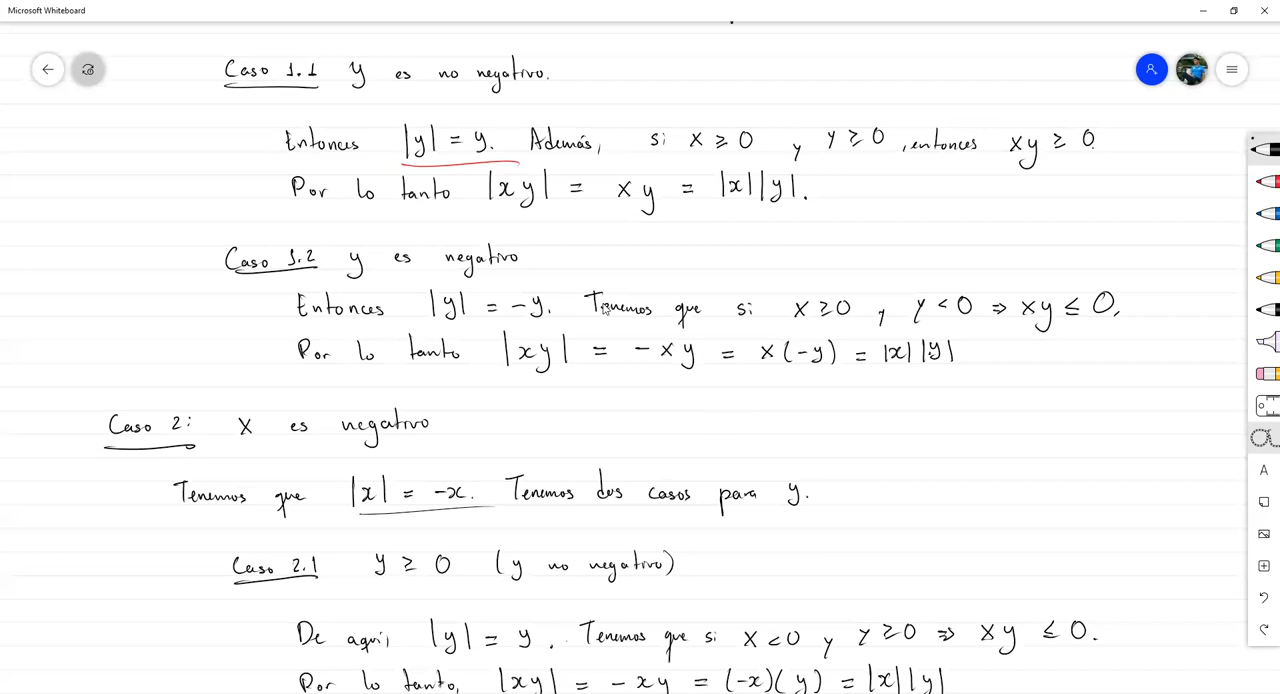 Microsoft Whiteboard
Caso 1.1 y es no negativo.
Entonces |y| = y. Además, si x ≥ 0 y y ≥ 0, entonces xy ≥ 0.
Por lo tanto |xy| = xy = |x||y|.
Caso 1.2 y es negativo
Entonces |y| = -y. Tenemos que si x ≥ 0 y y < 0 ⇒ xy ≤ 0.
Por lo tanto |xy| = -xy = x(-y) = |x||y|
Caso 2: x es negativo
Tenemos que |x| = -x. Tenemos dos casos para y.
Caso 2.1 y ≥ 0 (y no negativo)
De aquí, |y| = y. Tenemos que si x < 0 y y ≥ 0 ⇒ xy ≤ 0.
Por lo tanto, |xy| = -xy = (-x)(y) = |x||y|
A